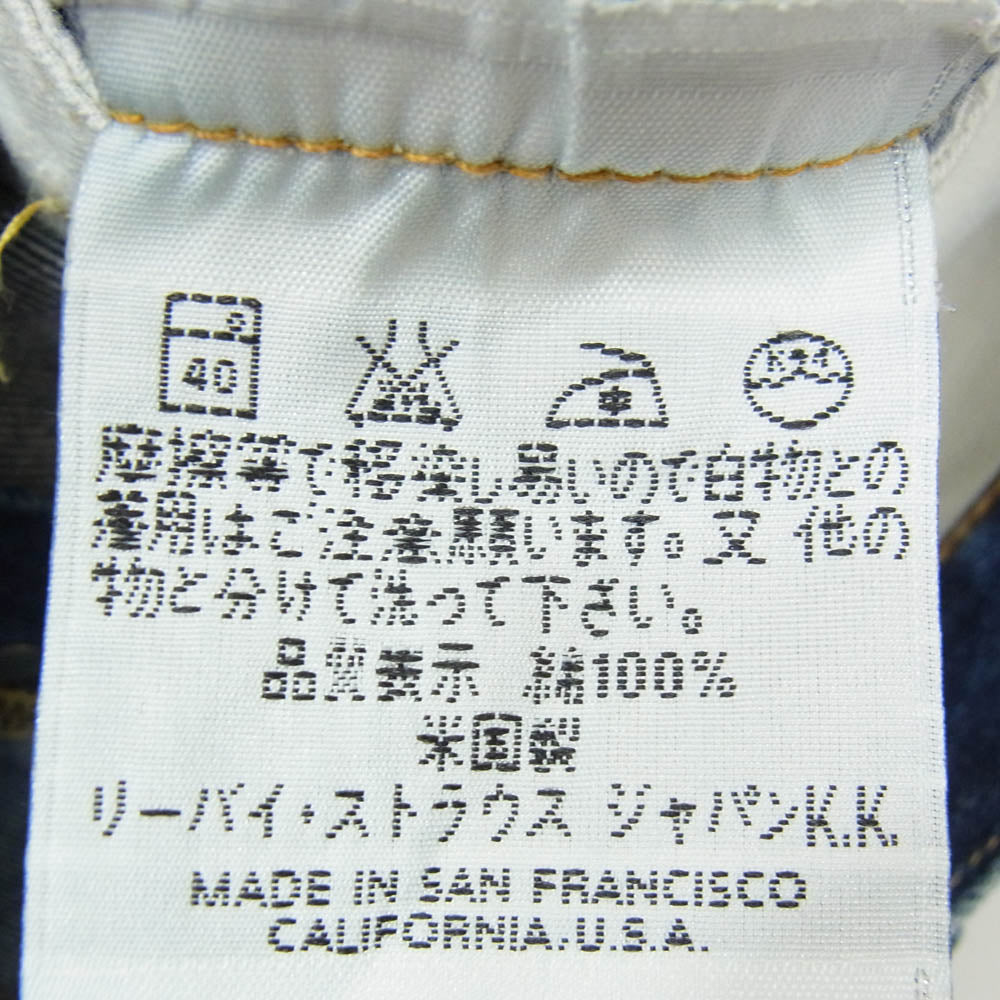 40
摩擦等で移染し易いので白物との
着用はご注意願います。又 他の
物と分けて洗って下さい。
品質表示 綿100%
米国製
リーバイ・ストラウス ジャパンK.K.
MADE IN SAN FRANCISCO
CALIFORNIA.U.S.A.